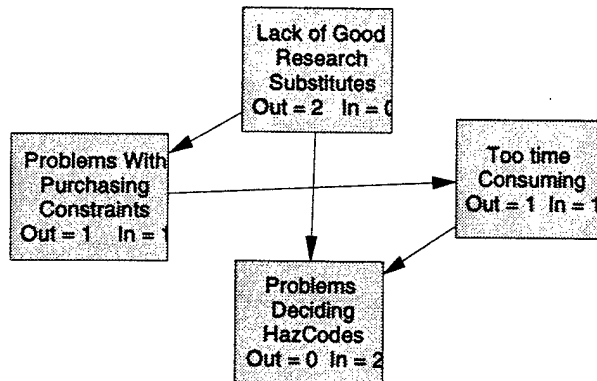 Lack of Good
Research
Substitutes
Out = 2 In = 0
Problems With
Purchasing
Constraints
Out = 1 In = 1
Too time
Consuming
Out = 1 In = 1
Problems
Deciding
HazCodes
Out = 0 In = 2